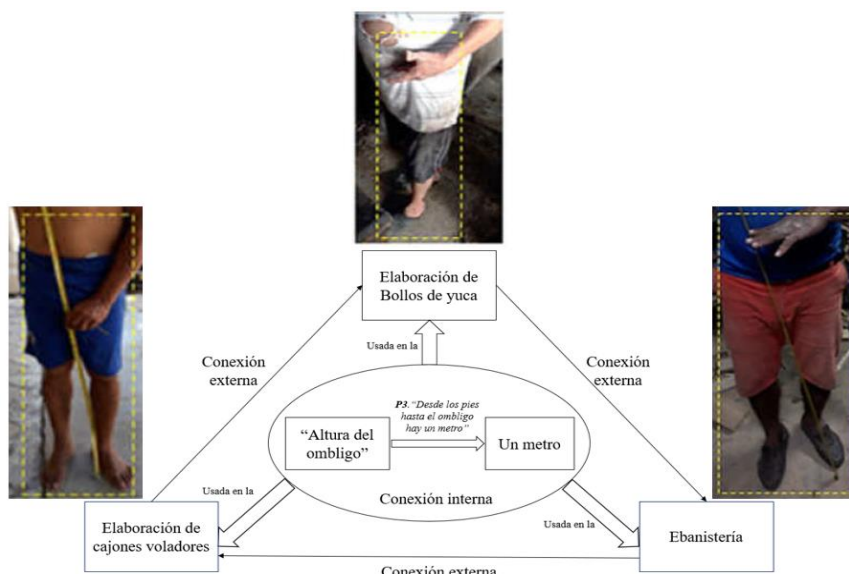 Elaboración de
Bollos de yuca
Conexión
externa
Usada en la
Conexión
externa
P3. “Desde los pies
hasta el ombligo
hay un metro”
“Altura del
ombligo”
Un metro
Usada en la
Conexión interna
Usada en la
Elaboración de
cajones voladores
Ebanistería
Conexión externa